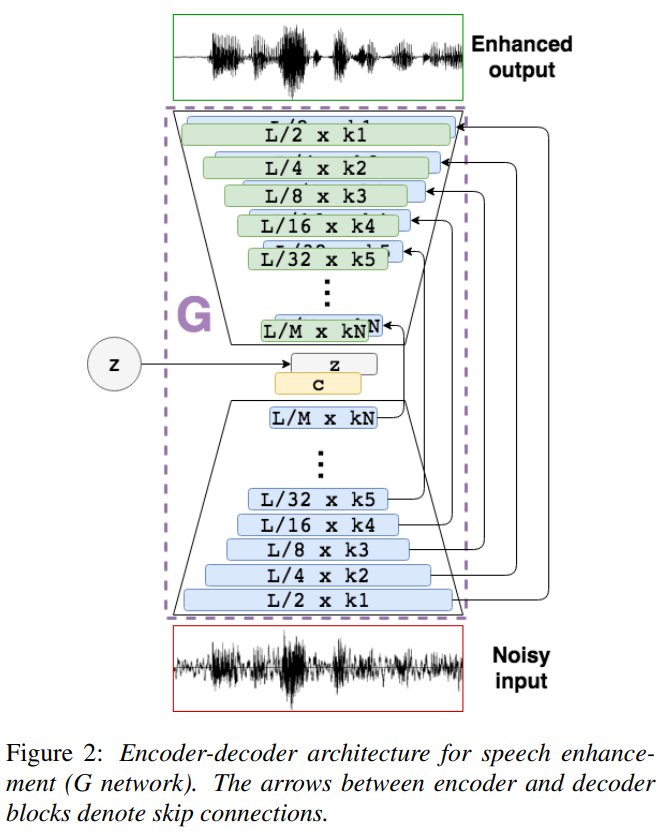 Enhanced
output
L/2 x k1
L/4 x k2
L/8 x k3
L/16 x k4
L/32 x k5
⋮
L/M x kN
G
z
z
c
L/M x kN
⋮
L/32 x k5
L/16 x k4
L/8 x k3
L/4 x k2
L/2 x k1
Noisy
input
Figure 2: Encoder-decoder architecture for speech enhance-
ment (G network). The arrows between encoder and decoder
blocks denote skip connections.